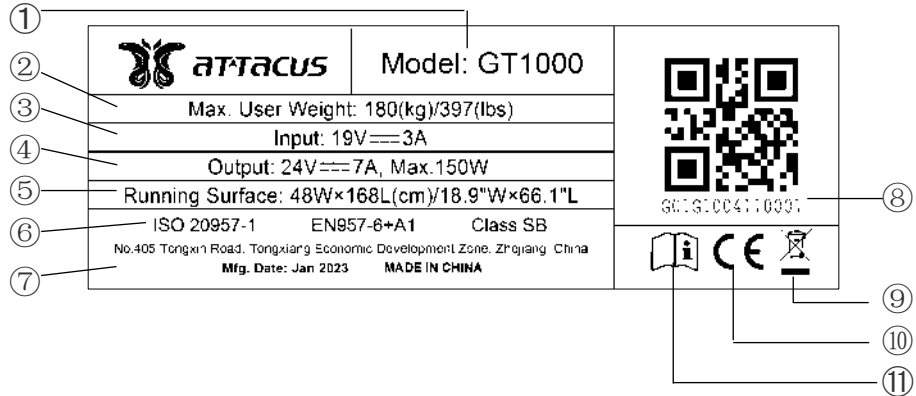 ①
ATTACUS Model: GT1000
② Max. User Weight: 180(kg)/397(lbs)
③ Input: 19V⎓3A
④ Output: 24V⎓7A, Max.150W
⑤ Running Surface: 48W×168L(cm)/18.9"W×66.1"L
⑥ ISO 20957-1 EN957-6+A1 Class SB
No.405 Tongxin Road. Tongxiang Economic Development Zone. Zhejiang China
⑦ Mfg. Date: Jan 2023 MADE IN CHINA
⑧
i CE
⑨
⑩
⑪